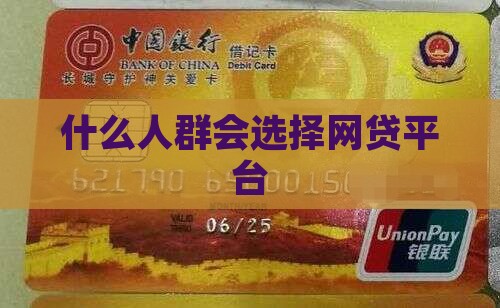 中国银行 借记卡
BANK OF CHINA Debit Card
长城守护神关爱卡
什么人群会选择网贷平
台
VALID
06/25
UnionPay
银联